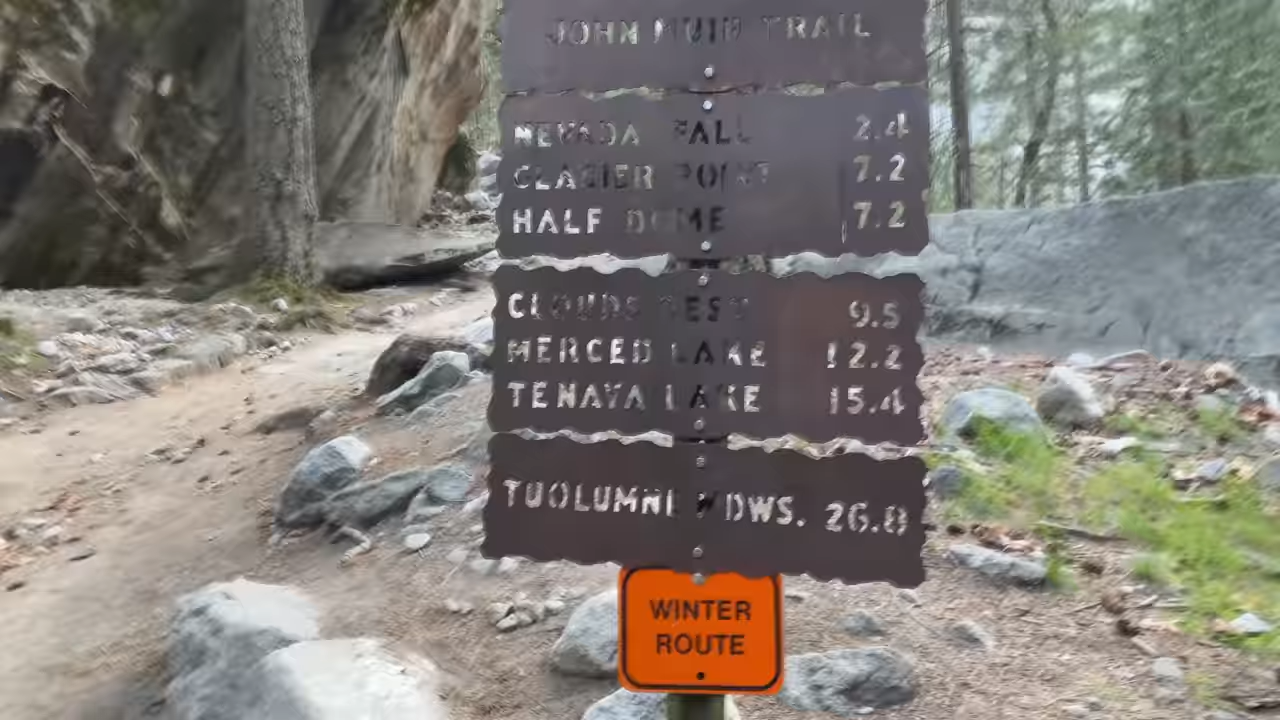 JOHN MUIR TRAIL
NEVADA FALL 2.4
GLACIER POINT 7.2
HALF DOME 7.2
CLOUDS REST 9.5
MERCED LAKE 12.2
TENAYA LAKE 15.4
TUOLUMNE MDWS. 26.8
WINTER
ROUTE